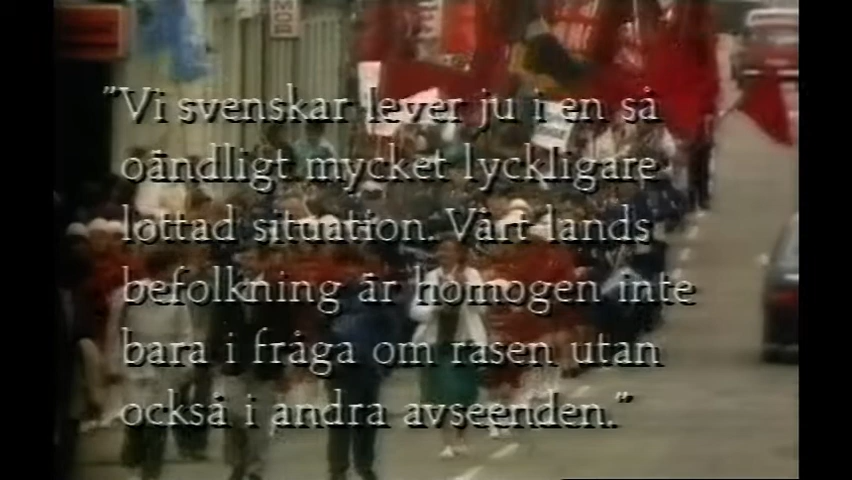 "Vi svenskar lever ju i en så
oändligt mycket lyckligare
lottad situation. Vårt lands
befolkning är homogen inte
bara i fråga om rasen utan
också i andra avseenden."